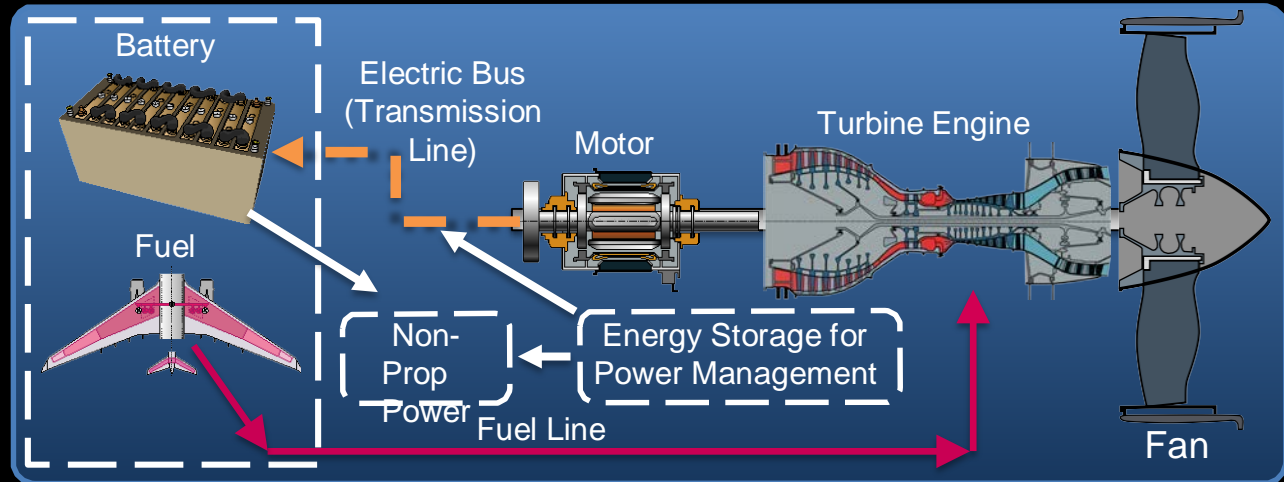 Battery
Electric Bus
(Transmission
Line)
Motor
Turbine Engine
Fuel
Non-
Prop
Power
Energy Storage for
Power Management
Fuel Line
Fan